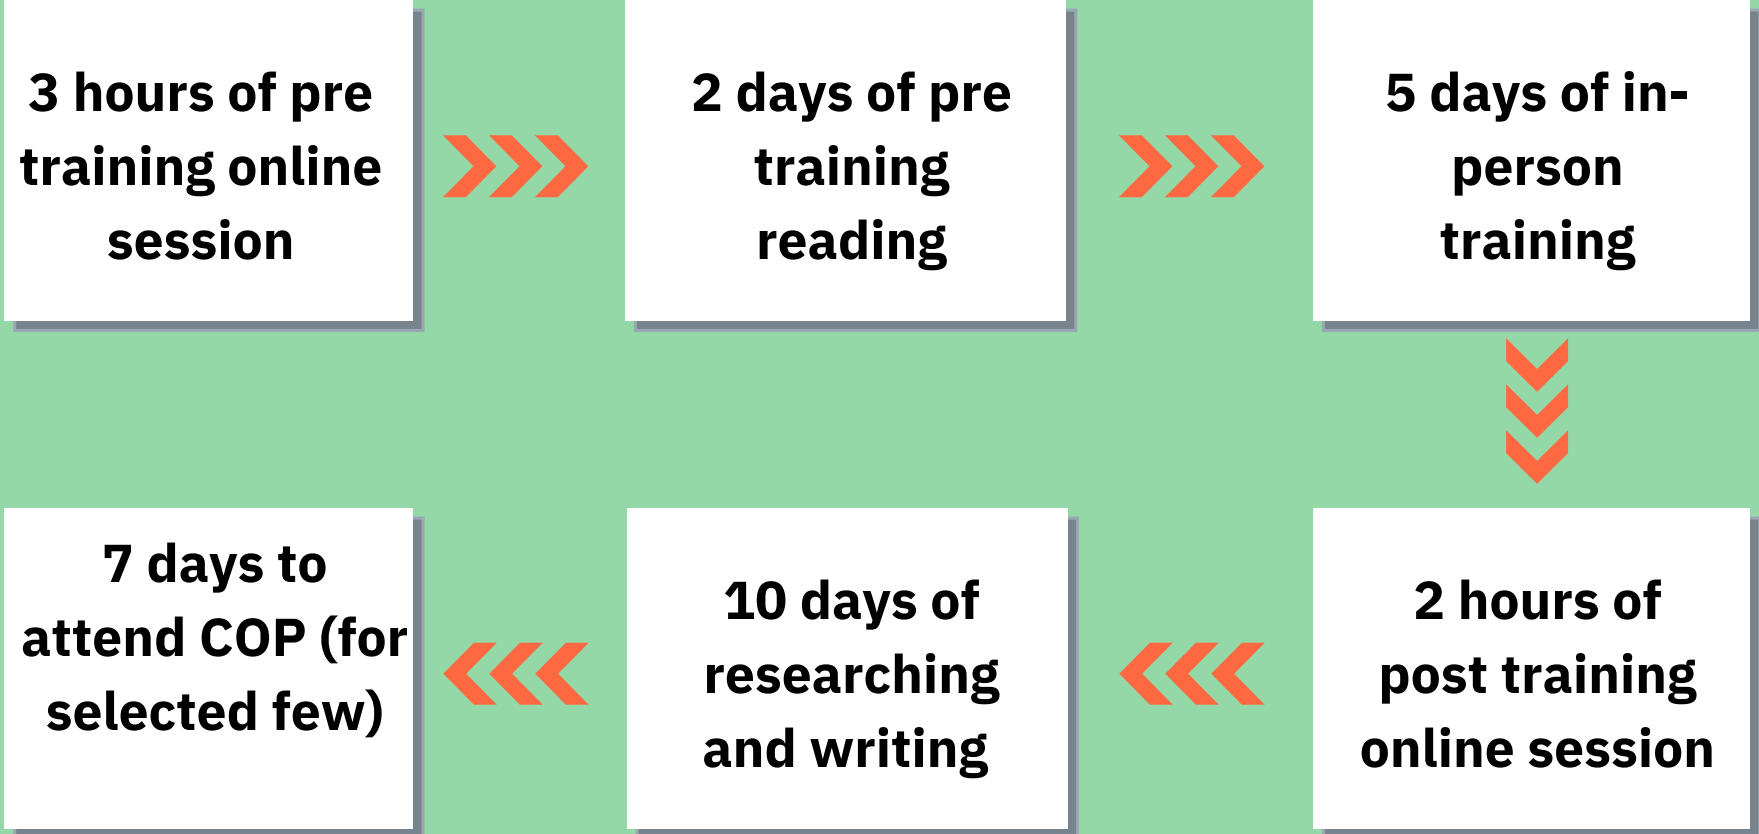 3 hours of pre
training online
session
2 days of pre
training
reading
5 days of in-
person
training
2 hours of
post training
online session
10 days of
researching
and writing
7 days to
attend COP (for
selected few)